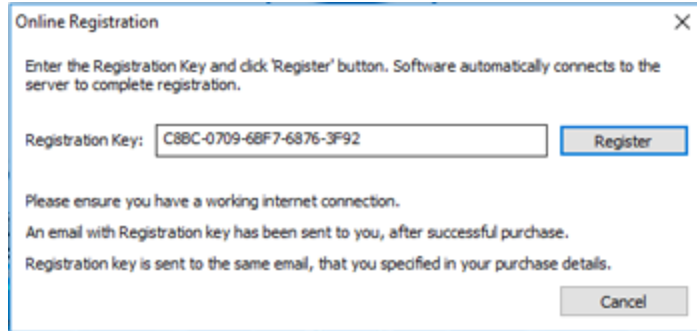 Online Registration
Enter the Registration Key and click 'Register' button. Software automatically connects to the
server to complete registration.
Registration Key: C8BC-0709-6BF7-6876-3F92 Register
Please ensure you have a working internet connection.
An email with Registration key has been sent to you, after successful purchase.
Registration key is sent to the same email, that you specified in your purchase details.
Cancel